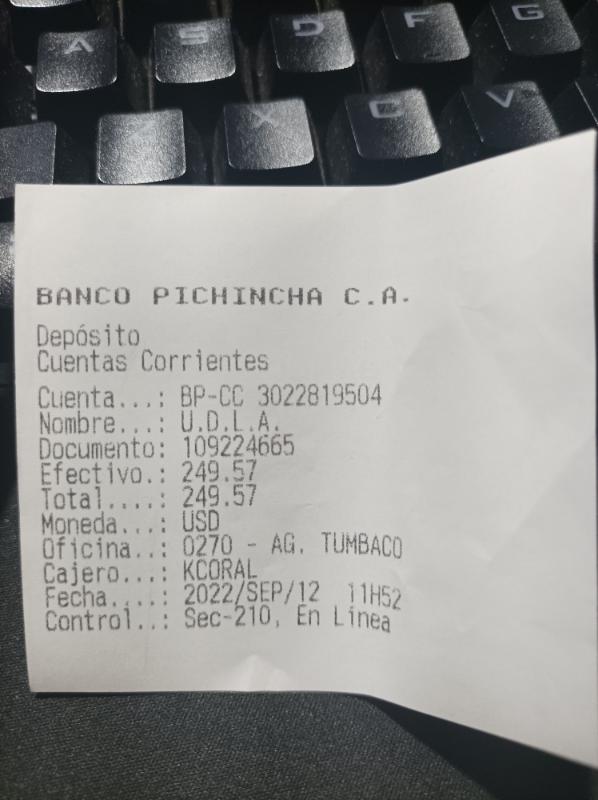 A S D F G
Z X C V
BANCO PICHINCHA C.A.
Depósito
Cuentas Corrientes
Cuenta...: BP-CC 3022819504
Nombre...: U.D.L.A.
Documento: 109224665
Efectivo.: 249.57
Total....: 249.57
Moneda...: USD
Oficina..: 0270 - AG. TUMBACO
Cajero...: KCORAL
Fecha....: 2022/SEP/12 11H52
Control..: Sec-210, En Línea